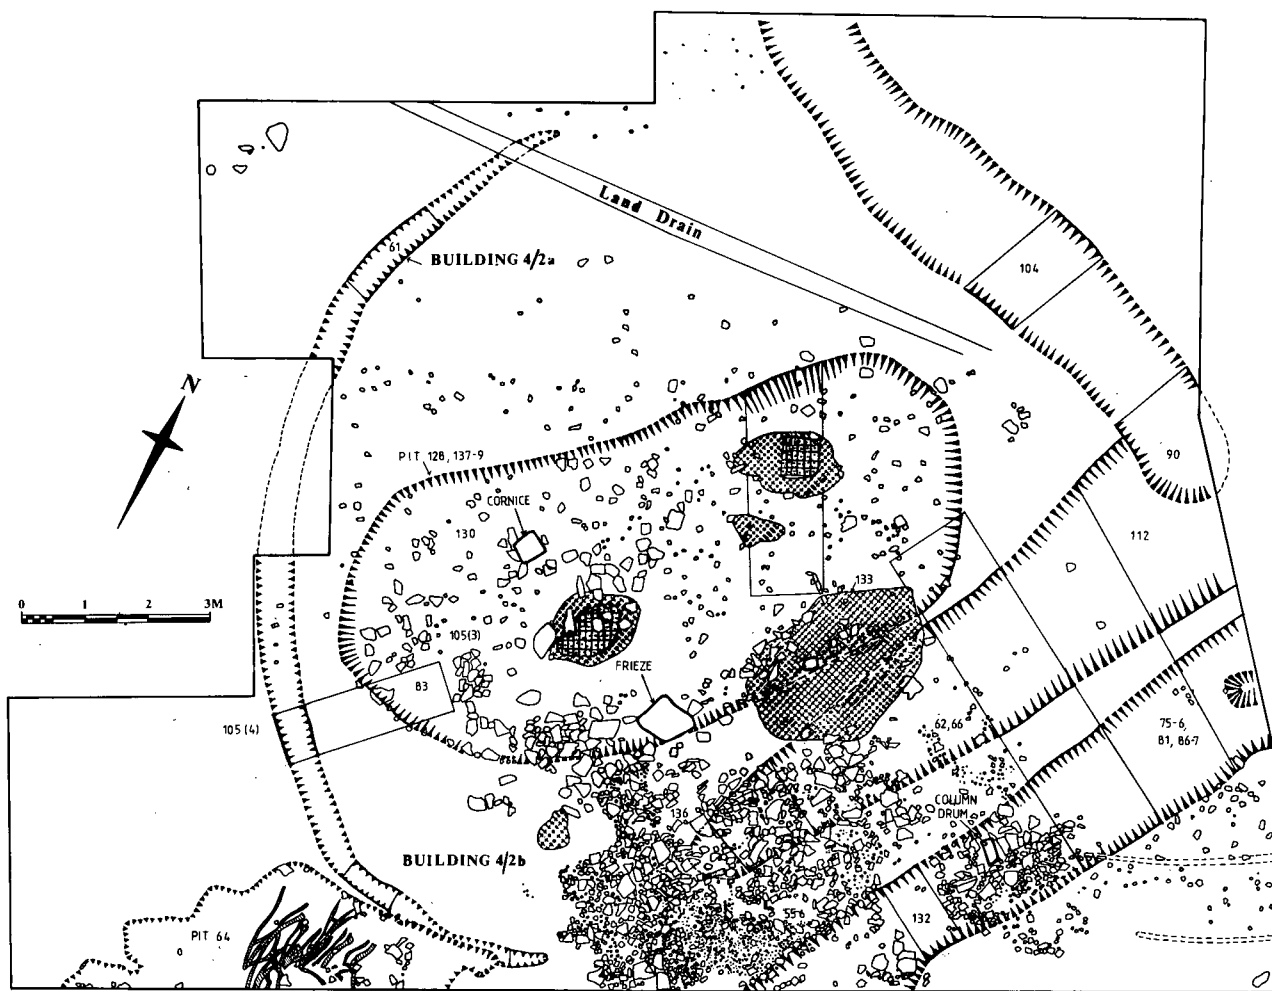 Land Drain
61
BUILDING 4/2a
104
N
PIT 128, 137-9
CORNICE
90
130
112
133
0 1 2 3M
105(3)
FRIEZE
83
105 (4)
62,66
75-6,
81, 86-7
COLUMN
DRUM
136
BUILDING 4/2b
55-6
132
PIT 64